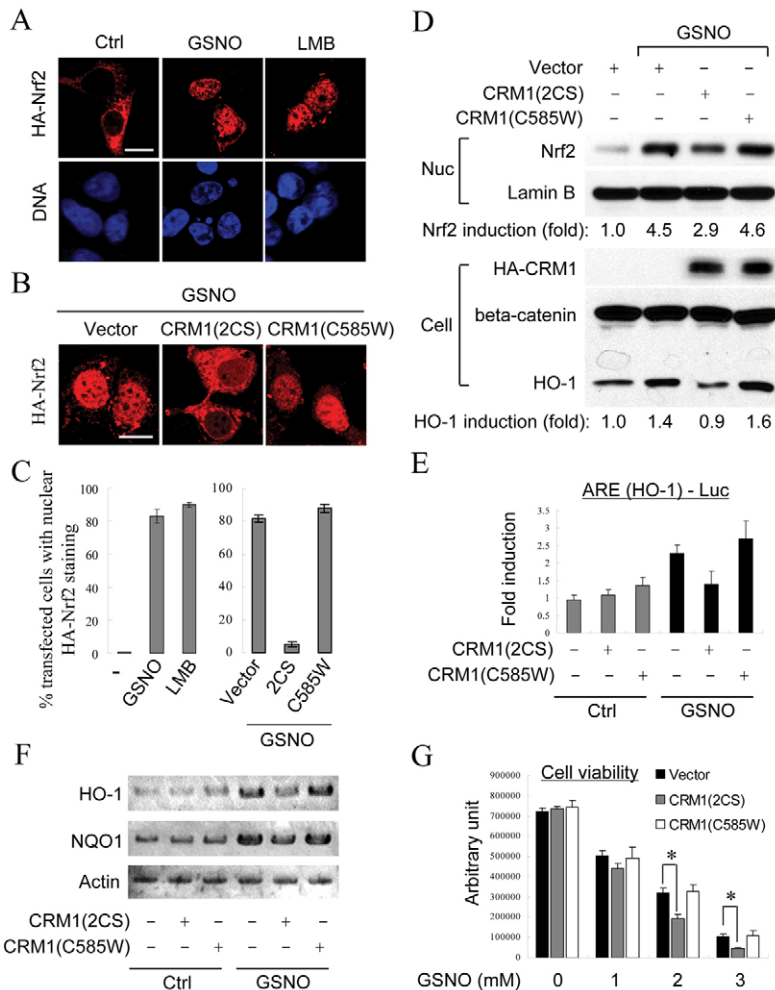 A
Ctrl GSNO LMB
HA-Nrf2
DNA
B
GSNO
Vector CRM1(2CS) CRM1(C585W)
HA-Nrf2
C
% transfected cells with nuclear
HA-Nrf2 staining
100
80
60
40
20
0
- GSNO LMB
100
80
60
40
20
0
Vector 2CS C585W
GSNO
D
GSNO
Vector + + – –
CRM1(2CS) – – + –
CRM1(C585W) – – – +
Nuc
Nrf2
Lamin B
Nrf2 induction (fold): 1.0 4.5 2.9 4.6
Cell
HA-CRM1
beta-catenin
HO-1
HO-1 induction (fold): 1.0 1.4 0.9 1.6
E
ARE (HO-1) - Luc
Fold induction
3.5
3
2.5
2
1.5
1
0.5
0
CRM1(2CS) – + – – + –
CRM1(C585W) – – + – – +
Ctrl GSNO
F
HO-1
NQO1
Actin
CRM1(2CS) – + – – + –
CRM1(C585W) – – + – – +
Ctrl GSNO
G
Cell viability
Vector
CRM1(2CS)
CRM1(C585W)
Arbitrary unit
900000
800000
700000
600000
500000
400000
300000
200000
100000
0
* *
GSNO (mM) 0 1 2 3